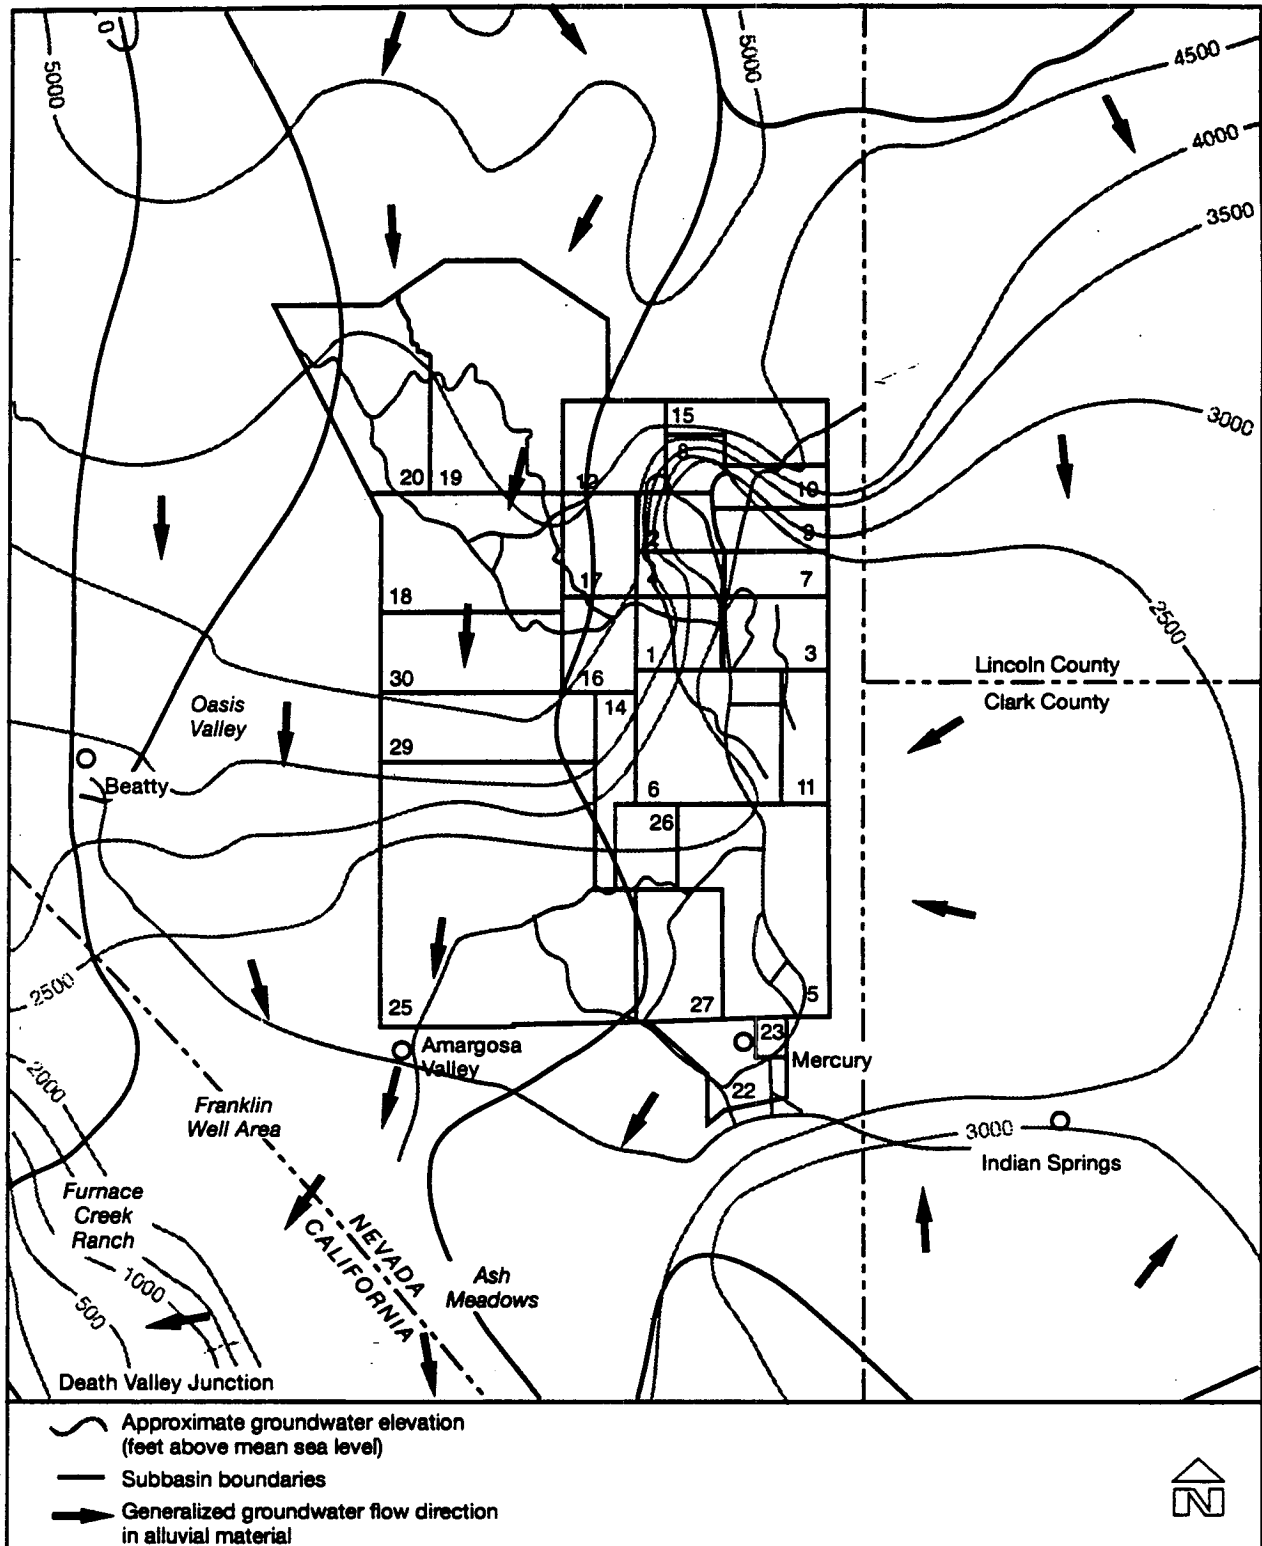 5000
0
5000
4500
4000
3500
3000
15
8
20
19
12
10
9
2
17
4
7
18
2500
1
3
30
16
Lincoln County
Clark County
Oasis
Valley
14
29
Beatty
6
11
26
2500
25
27
5
23
Amargosa
Valley
Mercury
22
2000
Franklin
Well Area
3000
Indian Springs
Furnace
Creek
Ranch
NEVADA
CALIFORNIA
1000
500
Ash
Meadows
Death Valley Junction
Approximate groundwater elevation
(feet above mean sea level)
Subbasin boundaries
Generalized groundwater flow direction
in alluvial material
N